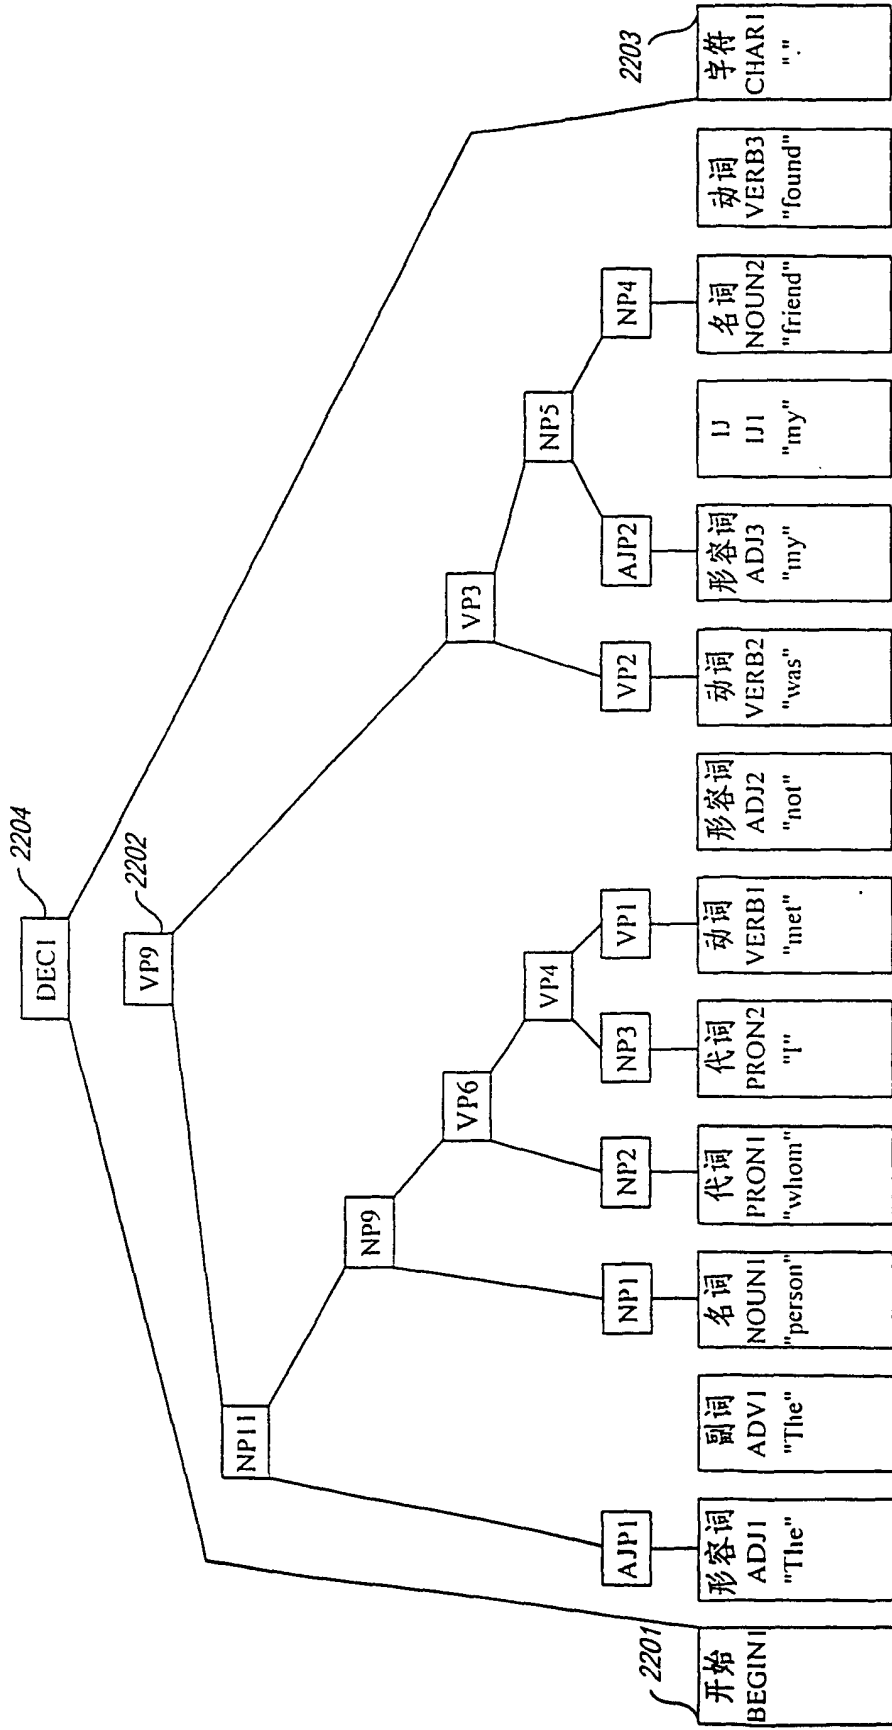 DEC1
2204
VP9
2202
NP11
NP9
VP6
VP3
VP4
NP5
AJP1
NP1
NP2
NP3
VP1
VP2
AJP2
NP4
2201
2203
开始
BEGIN1
形容词
ADJ1
"The"
副词
ADV1
"The"
名词
NOUN1
"person"
代词
PRON1
"whom"
代词
PRON2
"I"
动词
VERB1
"met"
形容词
ADJ2
"not"
动词
VERB2
"was"
形容词
ADJ3
"my"
IJ
IJ1
"my"
名词
NOUN2
"friend"
动词
VERB3
"found"
字符
CHAR1
"."